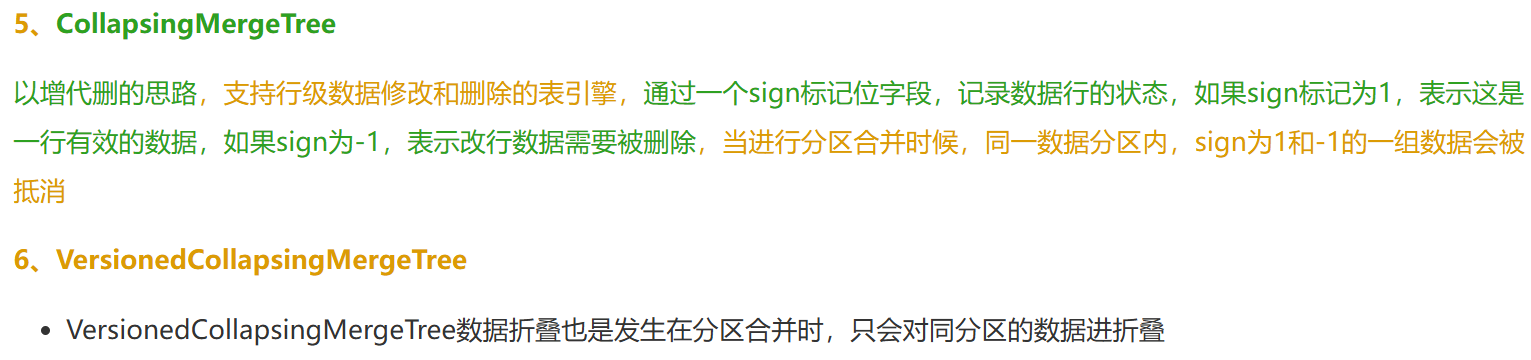 5、CollapsingMergeTree
以增代删的思路，支持行级数据修改和删除的表引擎，通过一个sign标记位字段，记录数据行的状态，如果sign标记为1，表示这是
一行有效的数据，如果sign为-1，表示改行数据需要被删除，当进行分区合并时候，同一数据分区内，sign为1和-1的一组数据会被
抵消
6、VersionedCollapsingMergeTree
• VersionedCollapsingMergeTree数据折叠也是发生在分区合并时，只会对同分区的数据进折叠